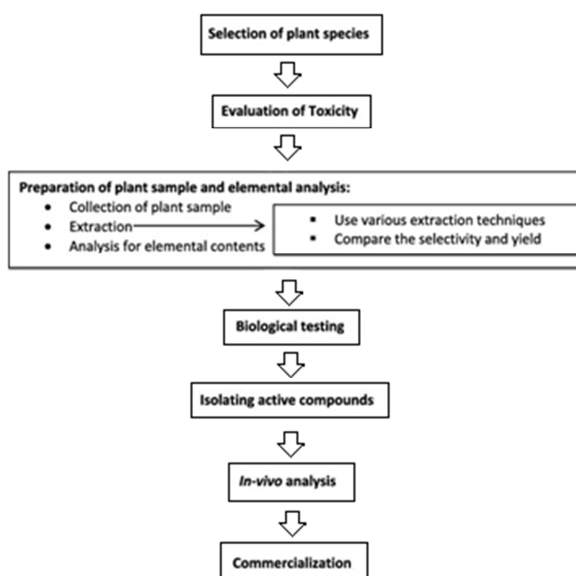 Selection of plant species
Evaluation of Toxicity
Preparation of plant sample and elemental analysis:
• Collection of plant sample
• Extraction
▪ Use various extraction techniques
▪ Compare the selectivity and yield
• Analysis for elemental contents
Biological testing
Isolating active compounds
In-vivo analysis
Commercialization